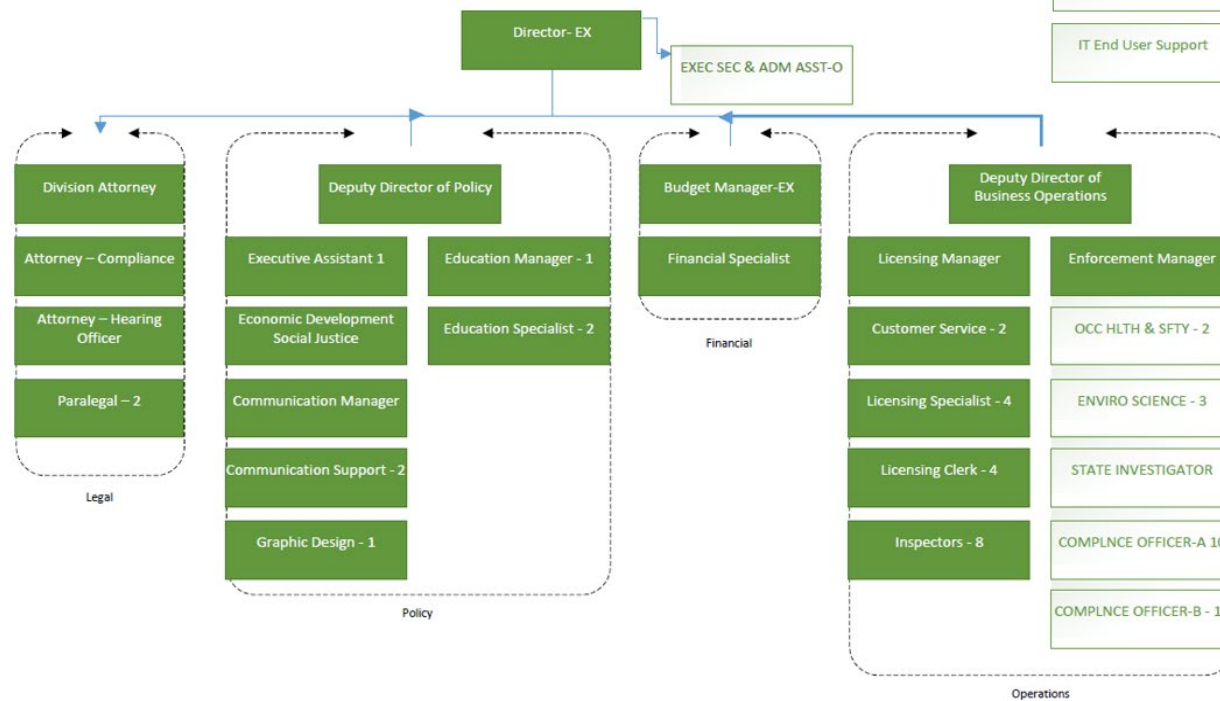 Director- EX
EXEC SEC & ADM ASST-O
IT End User Support
Division Attorney
Attorney – Compliance
Attorney – Hearing
Officer
Paralegal – 2
Legal
Deputy Director of Policy
Executive Assistant 1
Economic Development
Social Justice
Communication Manager
Communication Support - 2
Graphic Design - 1
Education Manager - 1
Education Specialist - 2
Policy
Budget Manager-EX
Financial Specialist
Financial
Deputy Director of
Business Operations
Licensing Manager
Customer Service - 2
Licensing Specialist - 4
Licensing Clerk - 4
Inspectors - 8
Enforcement Manager
OCC HLTH & SFTY - 2
ENVIRO SCIENCE - 3
STATE INVESTIGATOR
COMPLNCE OFFICER-A
COMPLNCE OFFICER-B -
Operations